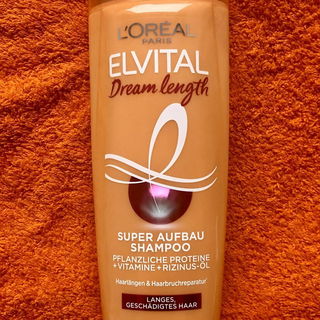 L'ORÉAL
PARIS
ELVITAL
Dream length
SUPER AUFBAU
SHAMPOO
PFLANZLICHE PROTEINE
+VITAMINE+RIZINUS-ÖL
Haarlängen & Haarbruchreparatur
LANGES,
GESCHÄDIGTES HAAR